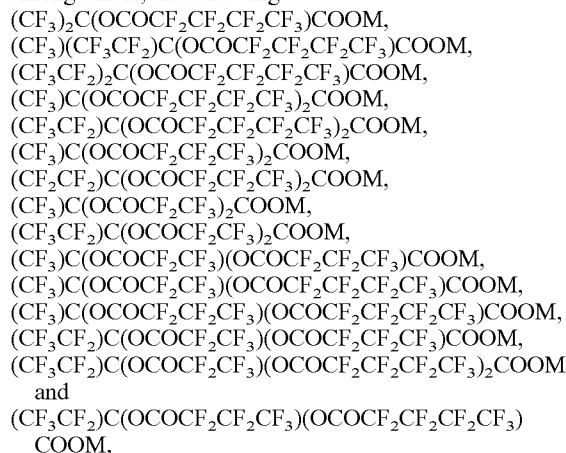 (CF₃)₂C(OCOCF₂CF₂CF₂CF₃)COOM,
(CF₃)(CF₃CF₂)C(OCOCF₂CF₂CF₂CF₃)COOM,
(CF₃CF₂)₂C(OCOCF₂CF₂CF₂CF₃)COOM,
(CF₃)C(OCOCF₂CF₂CF₂CF₃)₂COOM,
(CF₃CF₂)C(OCOCF₂CF₂CF₂CF₃)₂COOM,
(CF₃)C(OCOCF₂CF₂CF₃)₂COOM,
(CF₂CF₂)C(OCOCF₂CF₂CF₃)₂COOM,
(CF₃)C(OCOCF₂CF₃)₂COOM,
(CF₃CF₂)C(OCOCF₂CF₃)₂COOM,
(CF₃)C(OCOCF₂CF₃)(OCOCF₂CF₂CF₃)COOM,
(CF₃)C(OCOCF₂CF₃)(OCOCF₂CF₂CF₂CF₃)COOM,
(CF₃)C(OCOCF₂CF₂CF₃)(OCOCF₂CF₂CF₂CF₃)COOM,
(CF₃CF₂)C(OCOCF₂CF₃)(OCOCF₂CF₂CF₃)COOM,
(CF₃CF₂)C(OCOCF₂CF₃)(OCOCF₂CF₂CF₂CF₃)₂COOM
and
(CF₃CF₂)C(OCOCF₂CF₂CF₃)(OCOCF₂CF₂CF₂CF₃)
COOM,